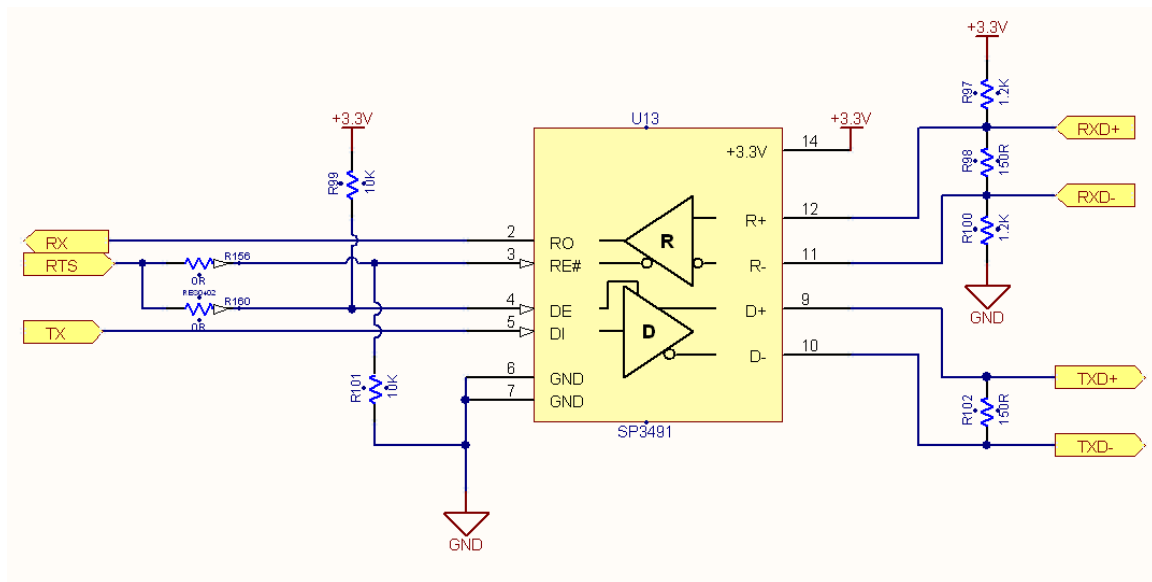 +3.3V
R97
1.2K
RXD+
R98
150R
RXD-
R100
1.2K
GND
+3.3V
R99
10K
U13
+3.3V
14
+3.3V
RX
2
RO
R
R+
12
RTS
R156
0R
3
RE#
R-
11
R160
0R
4
DE
D+
9
TX
5
DI
D
D-
10
R101
10K
6
GND
7
GND
SP3491
TXD+
R102
150R
TXD-
GND